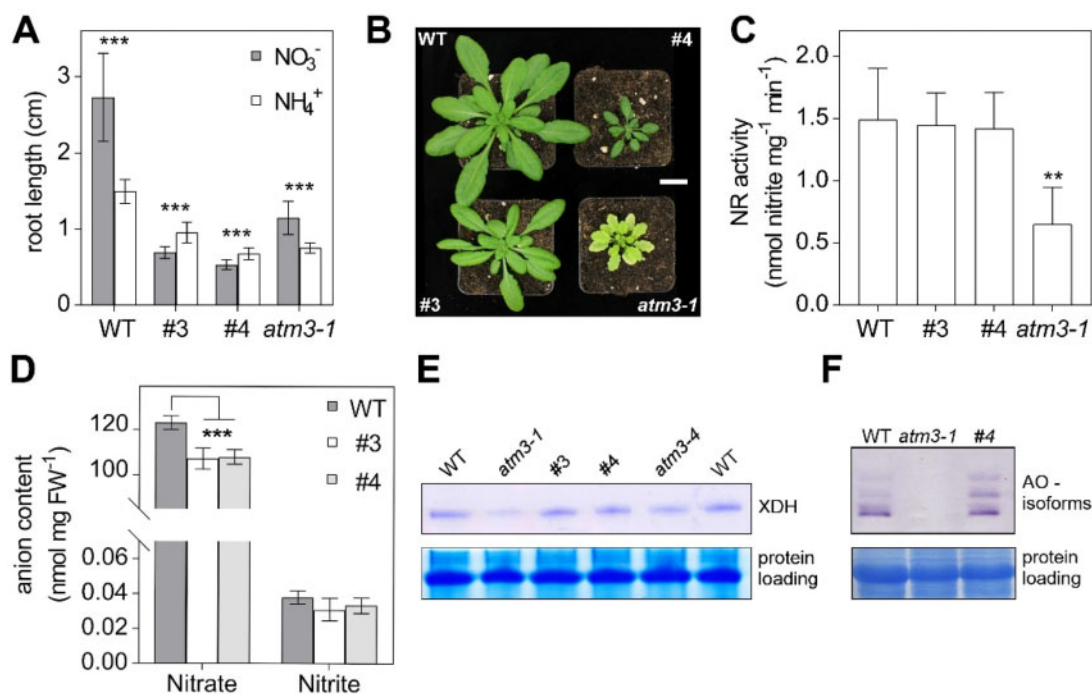 A
root length (cm)
3
2
1
0
***
***
***
***
NO₃⁻
NH₄⁺
WT #3 #4 atm3-1
B
WT #4
#3 atm3-1
C
NR activity
(nmol nitrite mg⁻¹ min⁻¹)
2.0
1.5
1.0
0.5
0.0
**
WT #3 #4 atm3-1
D
anion content
(nmol mg FW⁻¹)
120
100
0.06
0.04
0.02
0.00
***
WT
#3
#4
Nitrate Nitrite
E
WT atm3-1 #3 #4 atm3-4 WT
XDH
protein
loading
F
WT atm3-1 #4
AO -
isoforms
protein
loading